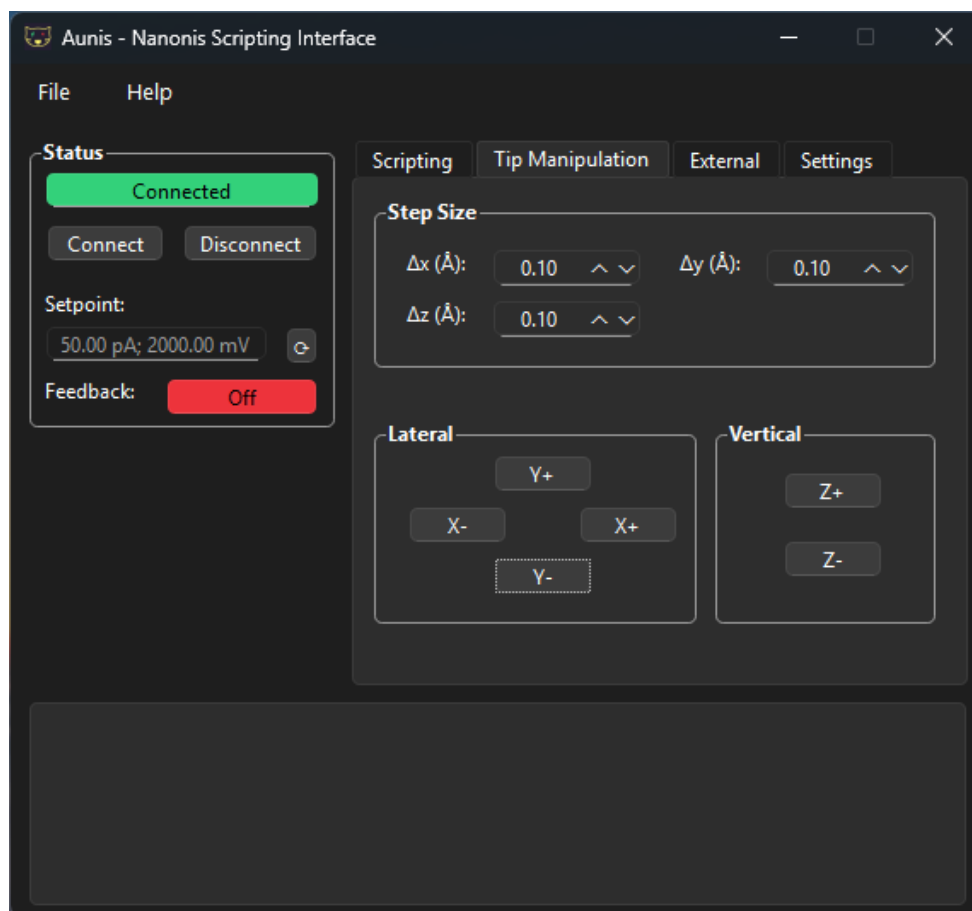 Aunis - Nanonis Scripting Interface
File Help
Status
Connected
Connect Disconnect
Setpoint:
50.00 pA; 2000.00 mV
Feedback: Off
Scripting Tip Manipulation External Settings
Step Size
Δx (Å): 0.10 Δy (Å): 0.10
Δz (Å): 0.10
Lateral
Y+
X- X+
Y-
Vertical
Z+
Z-